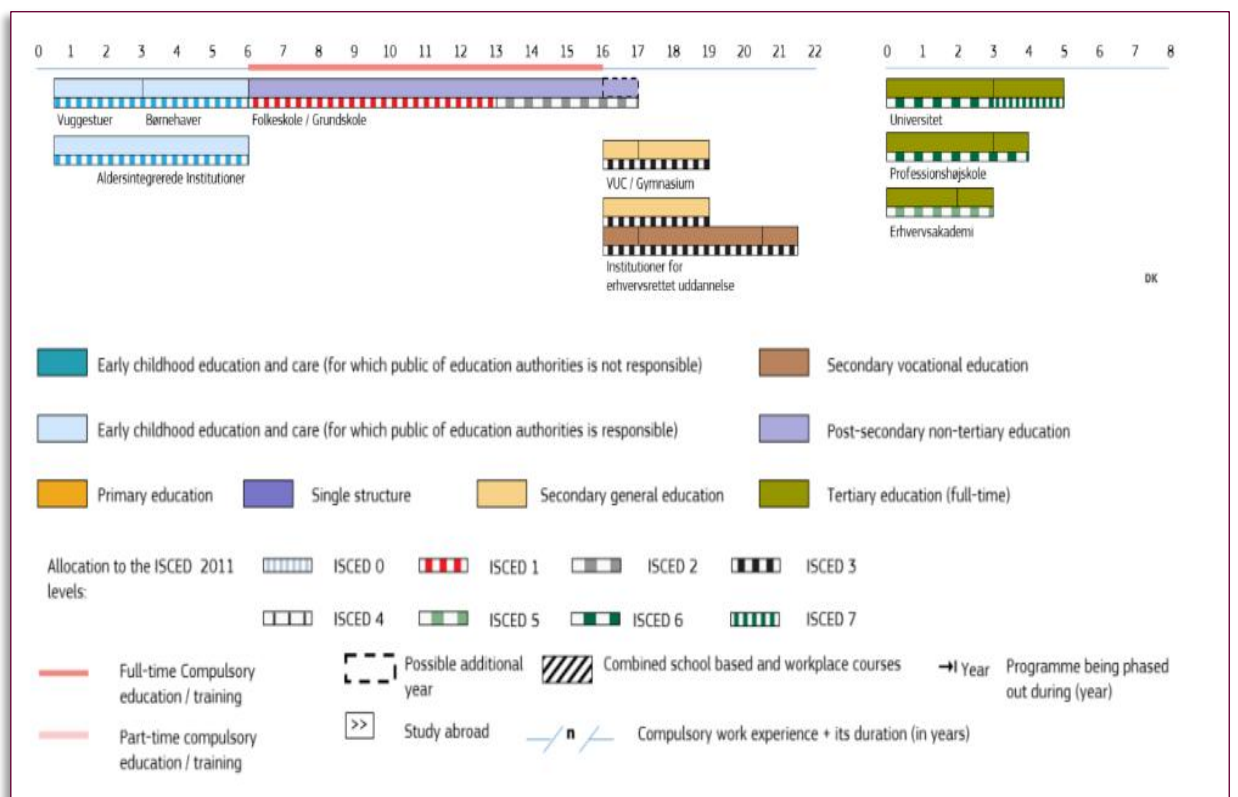 0 1 2 3 4 5 6 7 8 9 10 11 12 13 14 15 16 17 19 20 21 22 0 1 2 3 4 5 7 8
Vuggestuer Børnehaver Folkeskole / Grundskole Universitet
Aldersintegrerede Institutioner
VUC / Gymnasium Professionshøjskole
Erhvervsakademi
Institutioner for
erhvervsrettet uddannelse
DK
Early childhood education and care (for which public of education authorities is not responsible) Secondary vocational education
Early childhood education and care (for which public of education authorities is responsible) Post-secondary non-tertiary education
Primary education Single structure Secondary general education Tertiary education (full-time)
Allocation to the ISCED 2011
levels:
ISCED 0 ISCED 1 ISCED 2 ISCED 3
ISCED 4 ISCED 5 ISCED 6 ISCED 7
Full-time Compulsory
education / training
Possible additional
year
Combined school based and workplace courses
Year Programme being phased
out during (year)
Part-time compulsory
education / training
>> Study abroad
n Compulsory work experience + its duration (in years)